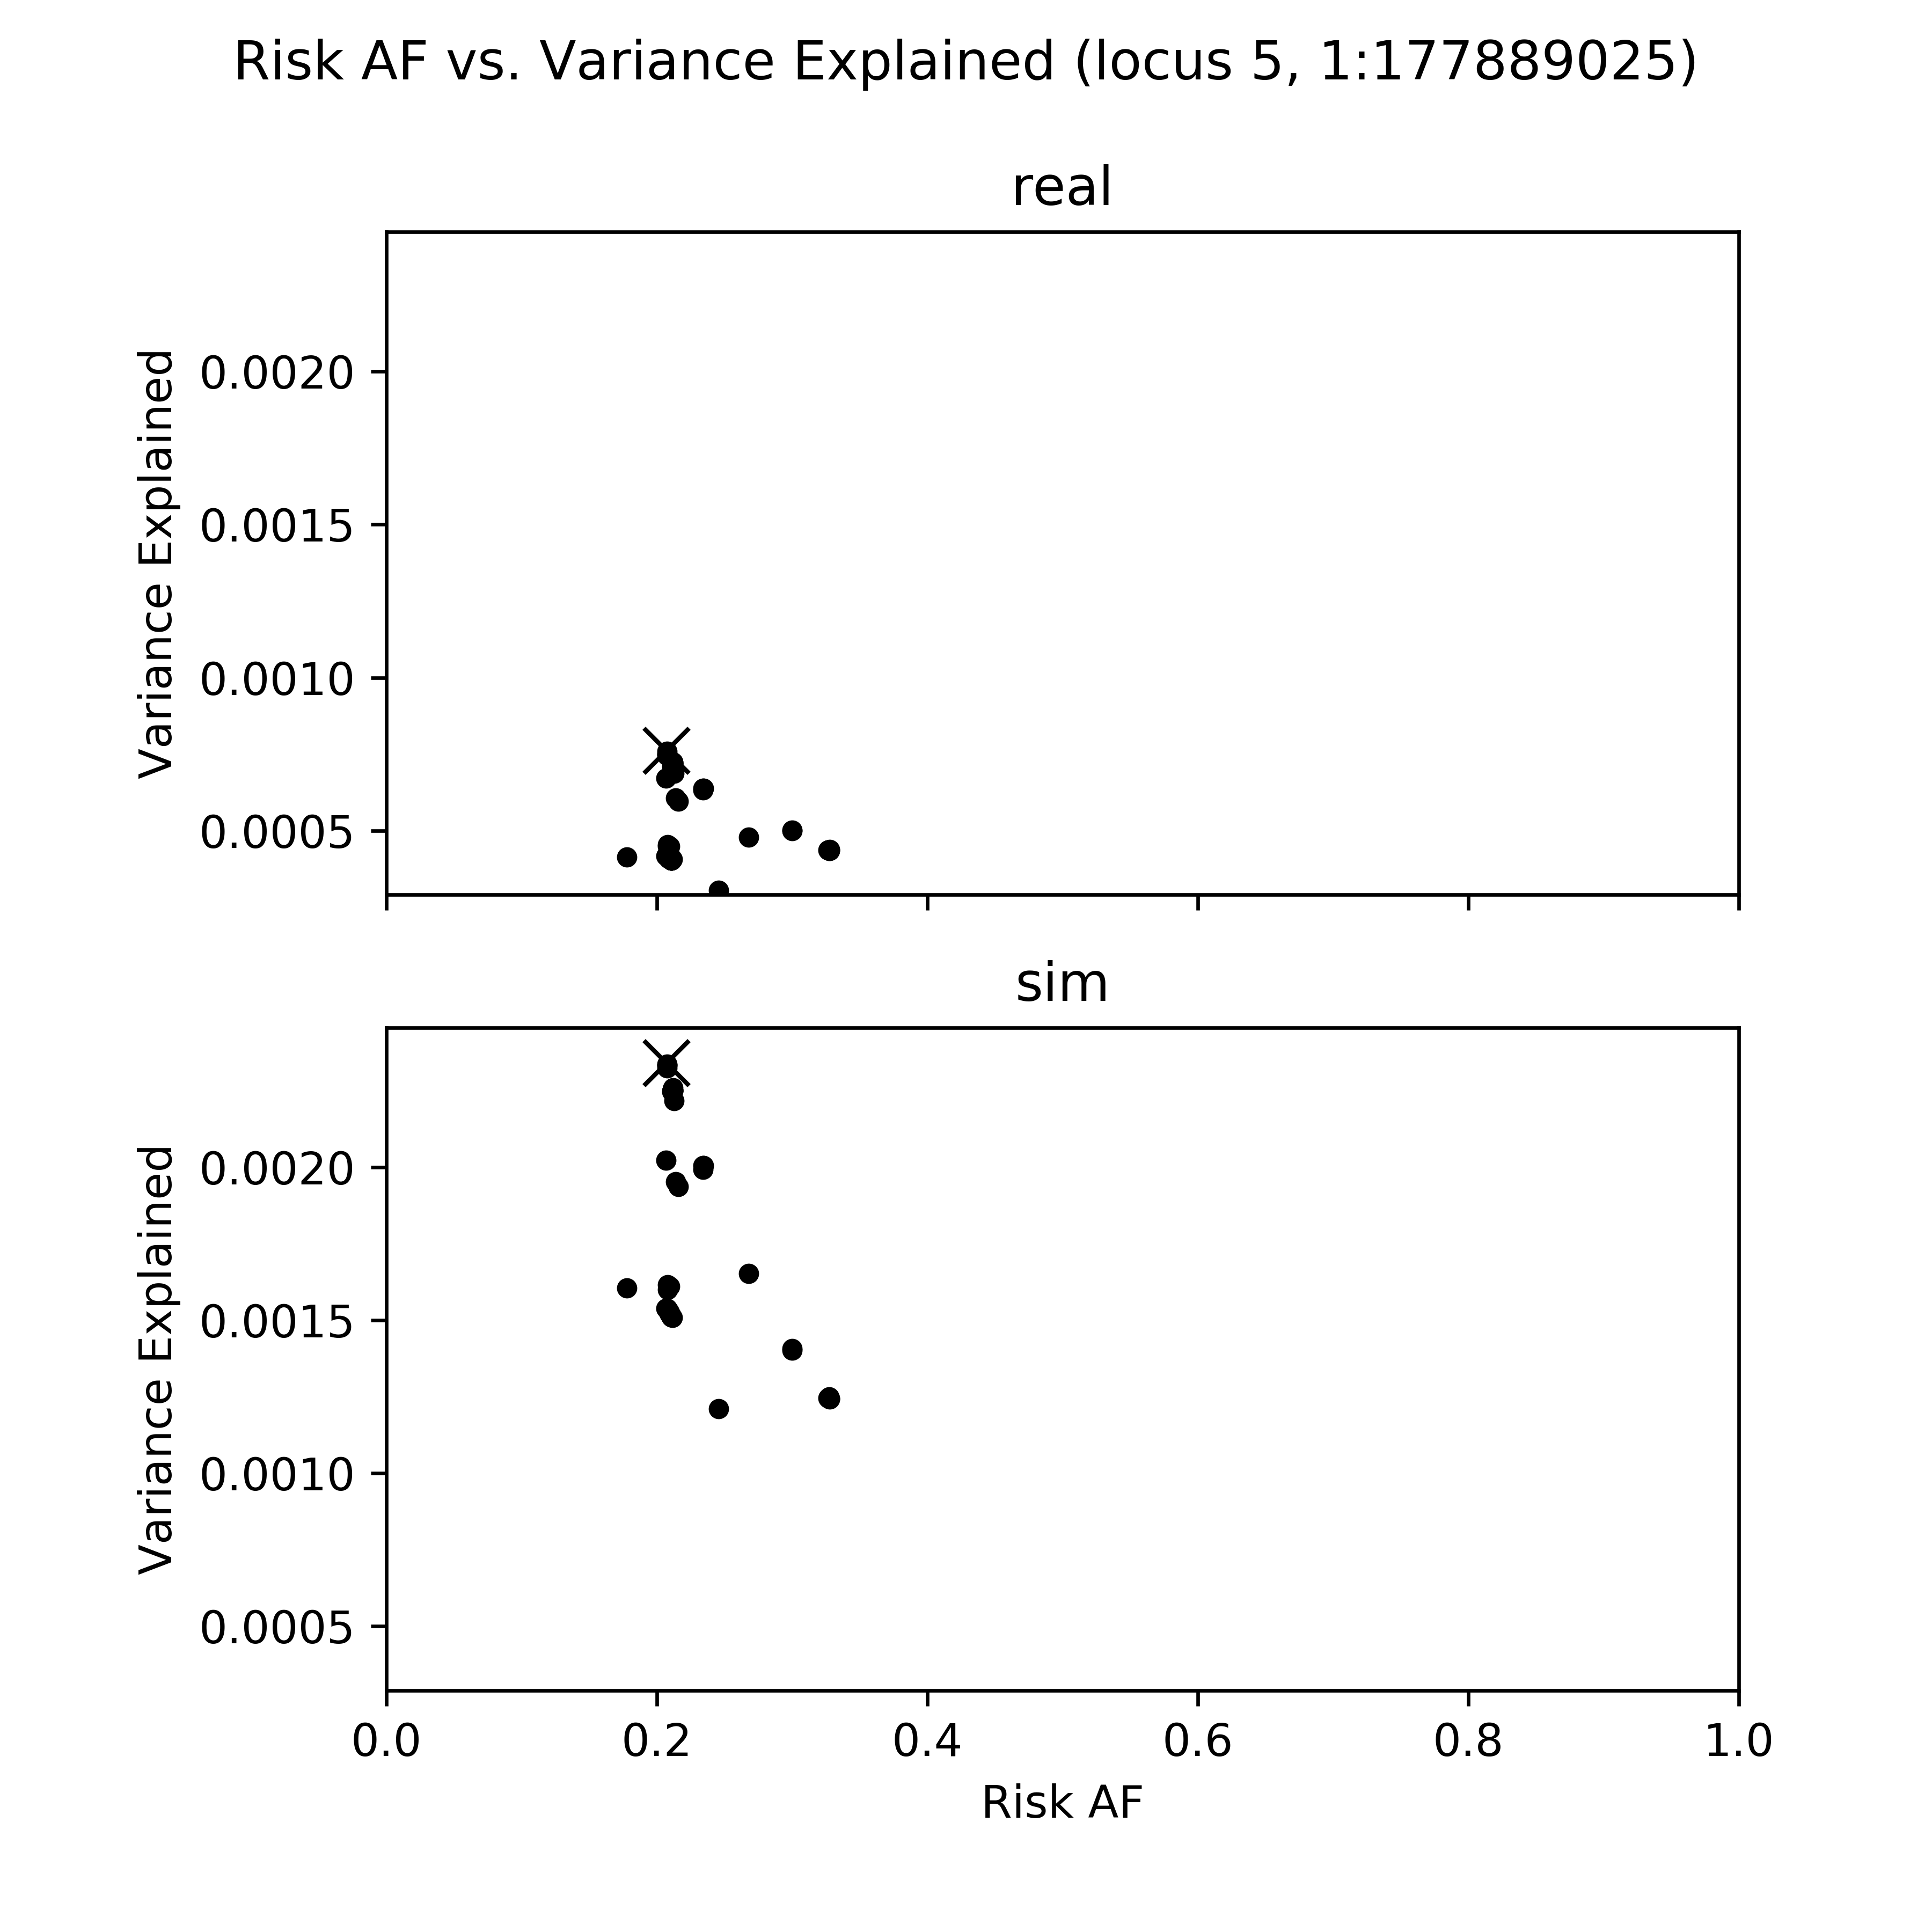 Risk AF vs. Variance Explained (locus 5, 1:177889025)
real
Variance Explained
0.0020
0.0015
0.0010
0.0005
sim
Variance Explained
0.0020
0.0015
0.0010
0.0005
0.0 0.2 0.4 0.6 0.8 1.0
Risk AF